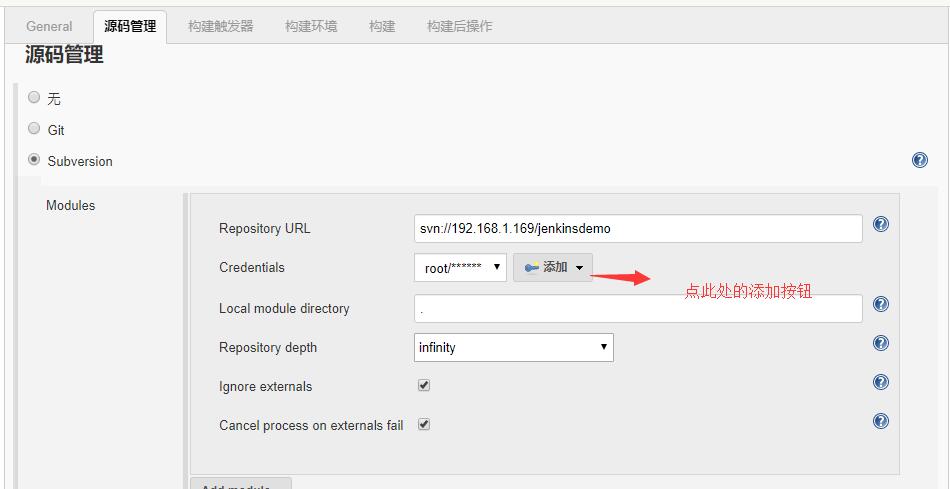 General 源码管理 构建触发器 构建环境 构建 构建后操作
源码管理
无
Git
Subversion
Modules
Repository URL svn://192.168.1.169/jenkinsdemo
Credentials root/****** 添加
点此处的添加按钮
Local module directory .
Repository depth infinity
Ignore externals
Cancel process on externals fail
Add module